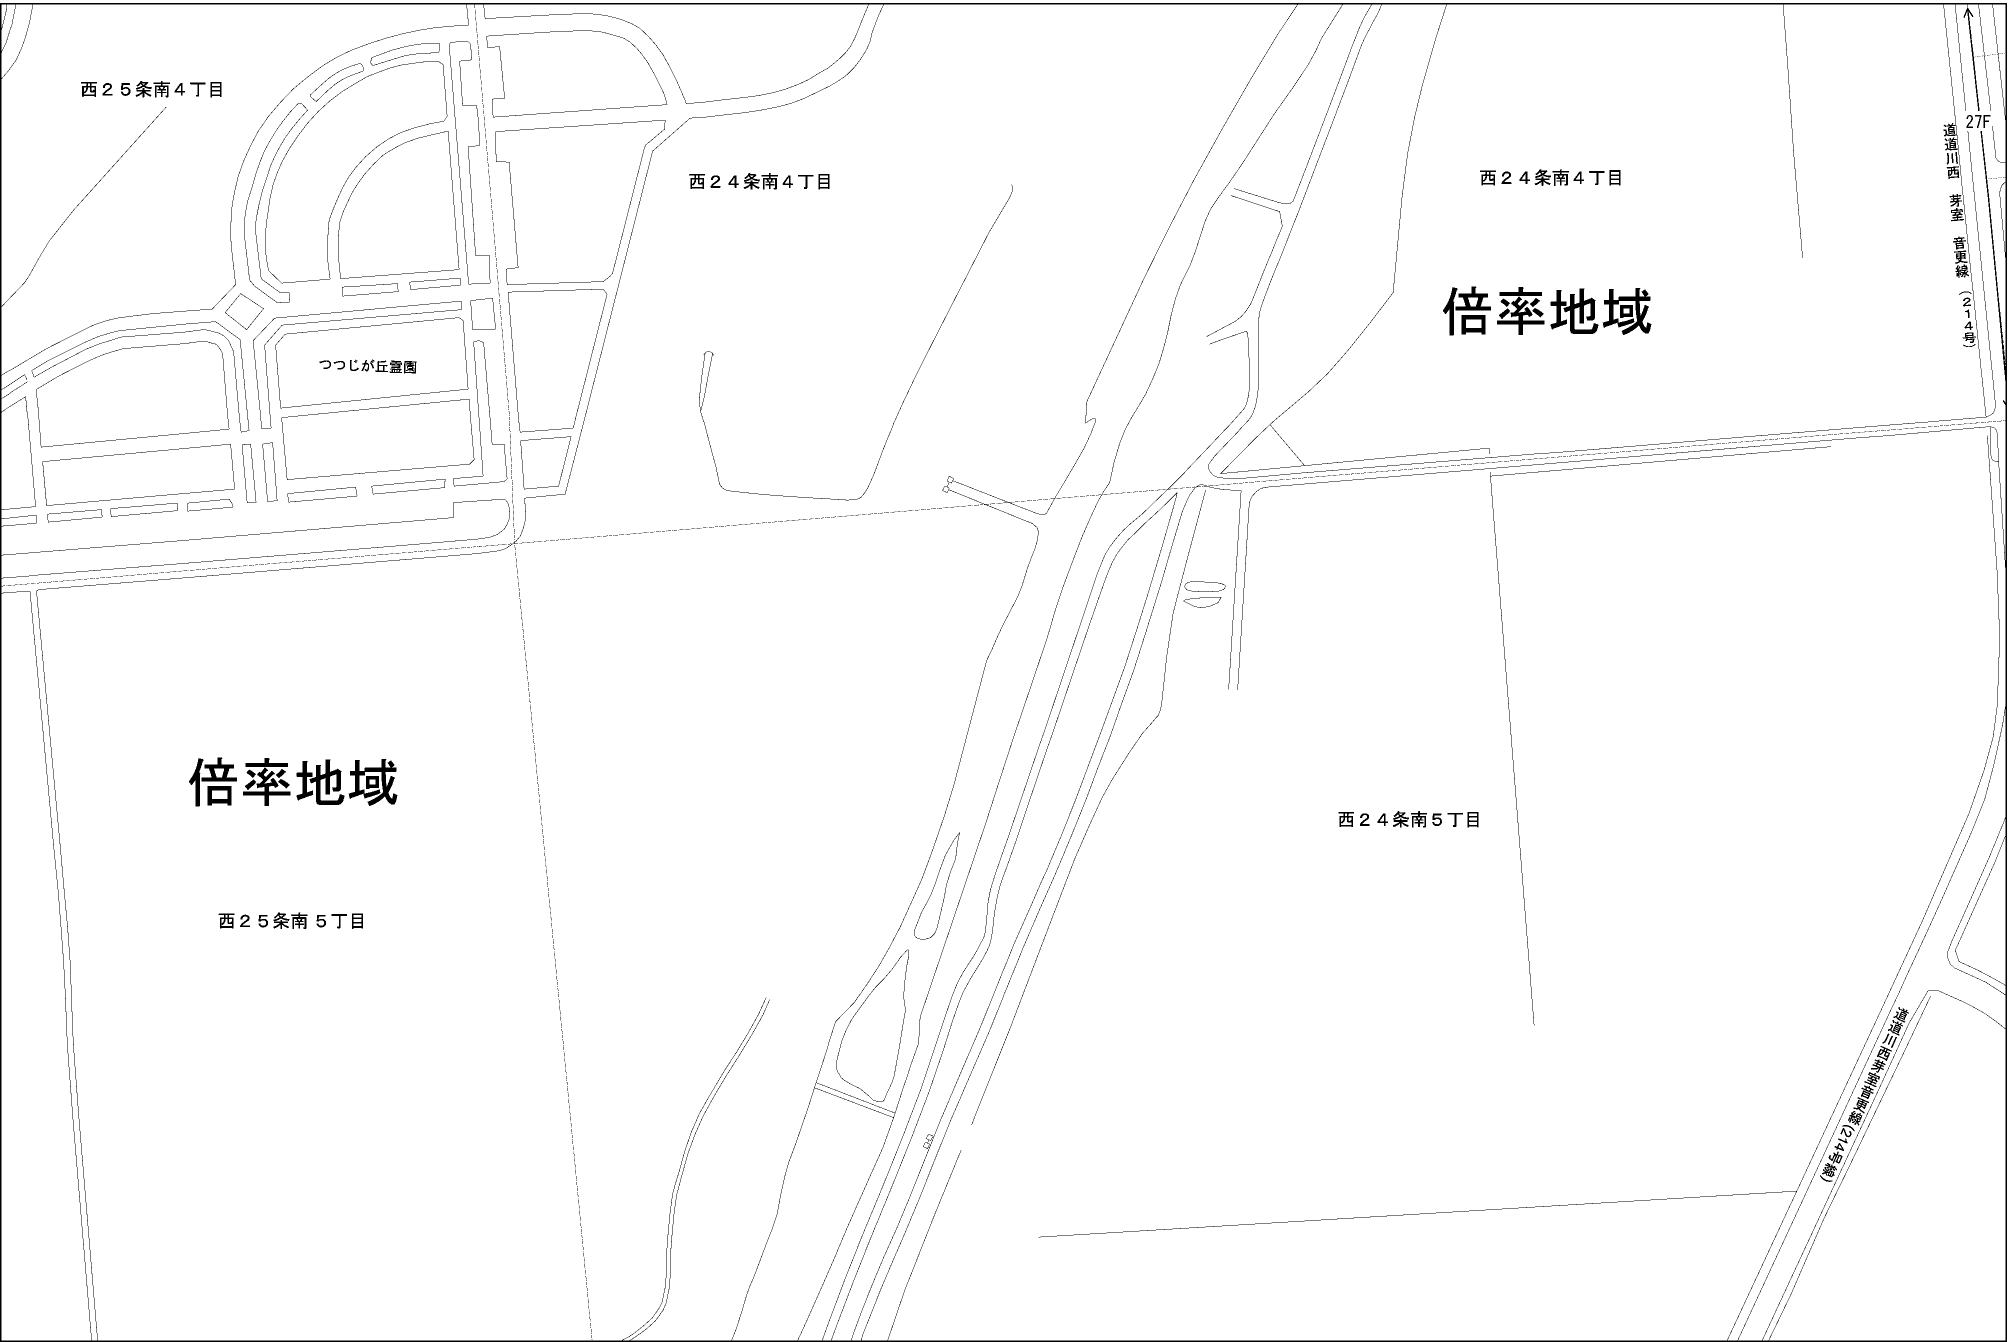 西２５条南４丁目
西２４条南４丁目
西２４条南４丁目
27F
道道川西　芽室　音更線　(２１４号)
倍率地域
つつじが丘霊園
倍率地域
西２４条南５丁目
西２５条南５丁目
道道川西芽室音更線(214号線)